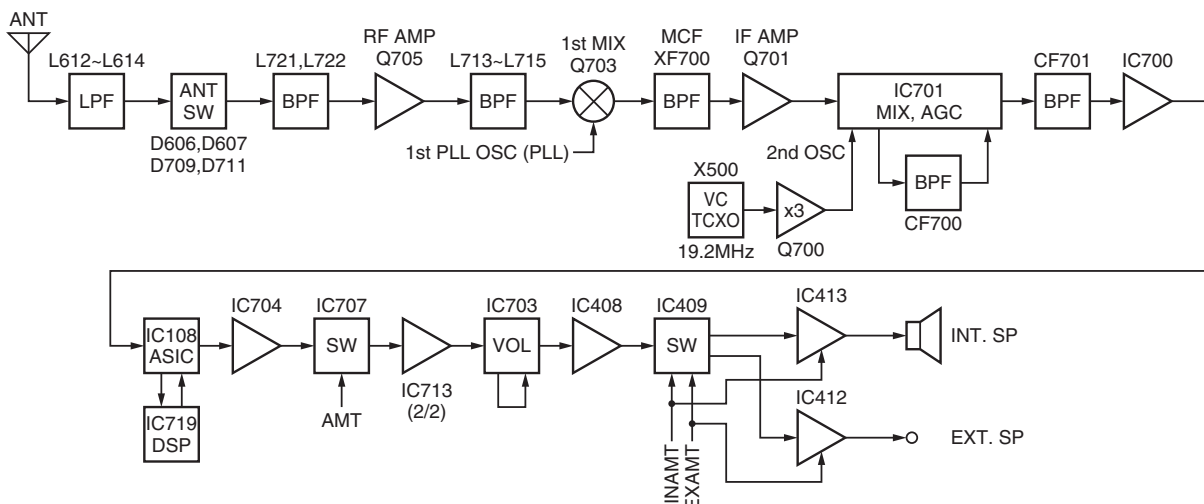 ANT
L612~L614
LPF
ANT
SW
D606,D607
D709,D711
L721,L722
BPF
RF AMP
Q705
L713~L715
BPF
1st MIX
Q703
1st PLL OSC (PLL)
MCF
XF700
BPF
IF AMP
Q701
IC701
MIX, AGC
2nd OSC
BPF
CF700
X500
VC
TCXO
19.2MHz
x3
Q700
CF701
BPF
IC700
IC108
ASIC
IC719
DSP
IC704
IC707
SW
AMT
IC713
(2/2)
IC703
VOL
IC408
IC409
SW
INAMT
EXAMT
IC413
INT. SP
IC412
EXT. SP